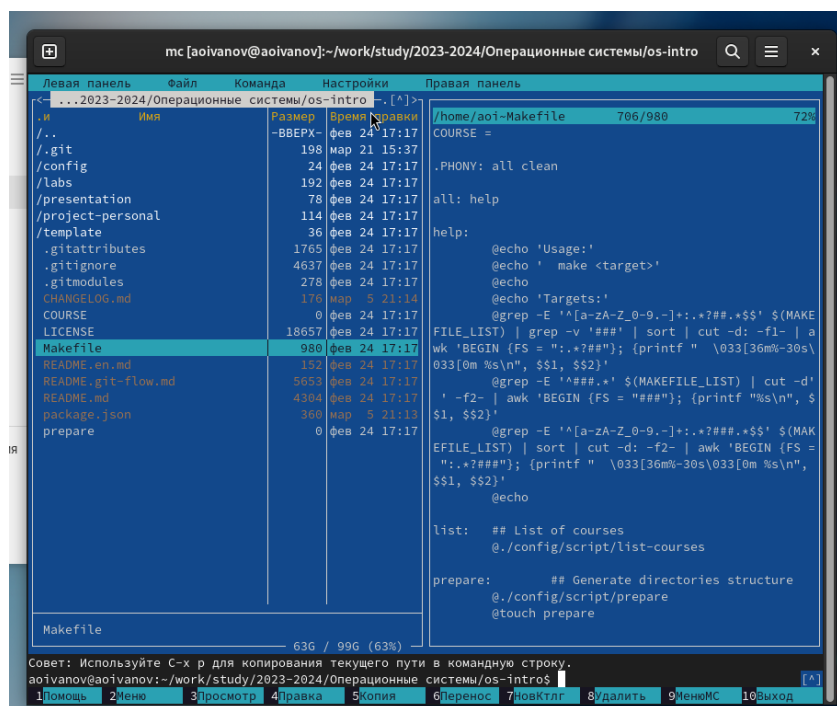 mc [aoivanov@aoivanov]:~/work/study/2023-2024/Операционные системы/os-intro
Левая панель Файл Команда Настройки Правая панель
<— ...2023-2024/Операционные системы/os-intro —.[^]>
.и Имя Размер Время правки
/.. -ВВЕРХ- фев 24 17:17
/.git 198 мар 21 15:37
/config 24 фев 24 17:17
/labs 192 фев 24 17:17
/presentation 78 фев 24 17:17
/project-personal 114 фев 24 17:17
/template 36 фев 24 17:17
.gitattributes 1765 фев 24 17:17
.gitignore 4637 фев 24 17:17
.gitmodules 278 фев 24 17:17
CHANGELOG.md 176 мар 5 21:14
COURSE 0 фев 24 17:17
LICENSE 18657 фев 24 17:17
Makefile 980 фев 24 17:17
README.en.md 152 фев 24 17:17
README.git-flow.md 5653 фев 24 17:17
README.md 4304 фев 24 17:17
package.json 360 мар 5 21:13
prepare 0 фев 24 17:17
Makefile
63G / 99G (63%)
/home/aoi~Makefile 706/980 72%
COURSE =
.PHONY: all clean
all: help
help:
@echo 'Usage:'
@echo '  make <target>'
@echo
@echo 'Targets:'
@grep -E '^[a-zA-Z_0-9.-]+:.*?##.*$$' $(MAKE
FILE_LIST) | grep -v '###' | sort | cut -d: -f1- | a
wk 'BEGIN {FS = ":.*?##"}; {printf "  \033[36m%-30s\
033[0m %s\n", $$1, $$2}'
@grep -E '^###.*' $(MAKEFILE_LIST) | cut -d'
' -f2- | awk 'BEGIN {FS = "###"}; {printf "%s\n", $
$1, $$2}'
@grep -E '^[a-zA-Z_0-9.-]+:.*?###.*$$' $(MAK
EFILE_LIST) | sort | cut -d: -f2- | awk 'BEGIN {FS =
":.*?###"}; {printf "  \033[36m%-30s\033[0m %s\n",
$$1, $$2}'
@echo
list: ## List of courses
@./config/script/list-courses
prepare: ## Generate directories structure
@./config/script/prepare
@touch prepare
Совет: Используйте C-x p для копирования текущего пути в командную строку.
aoivanov@aoivanov:~/work/study/2023-2024/Операционные системы/os-intro$ [^]
1Помощь 2Меню 3Просмотр 4Правка 5Копия 6Перенос 7НовКтлг 8Удалить 9МенюMC 10Выход